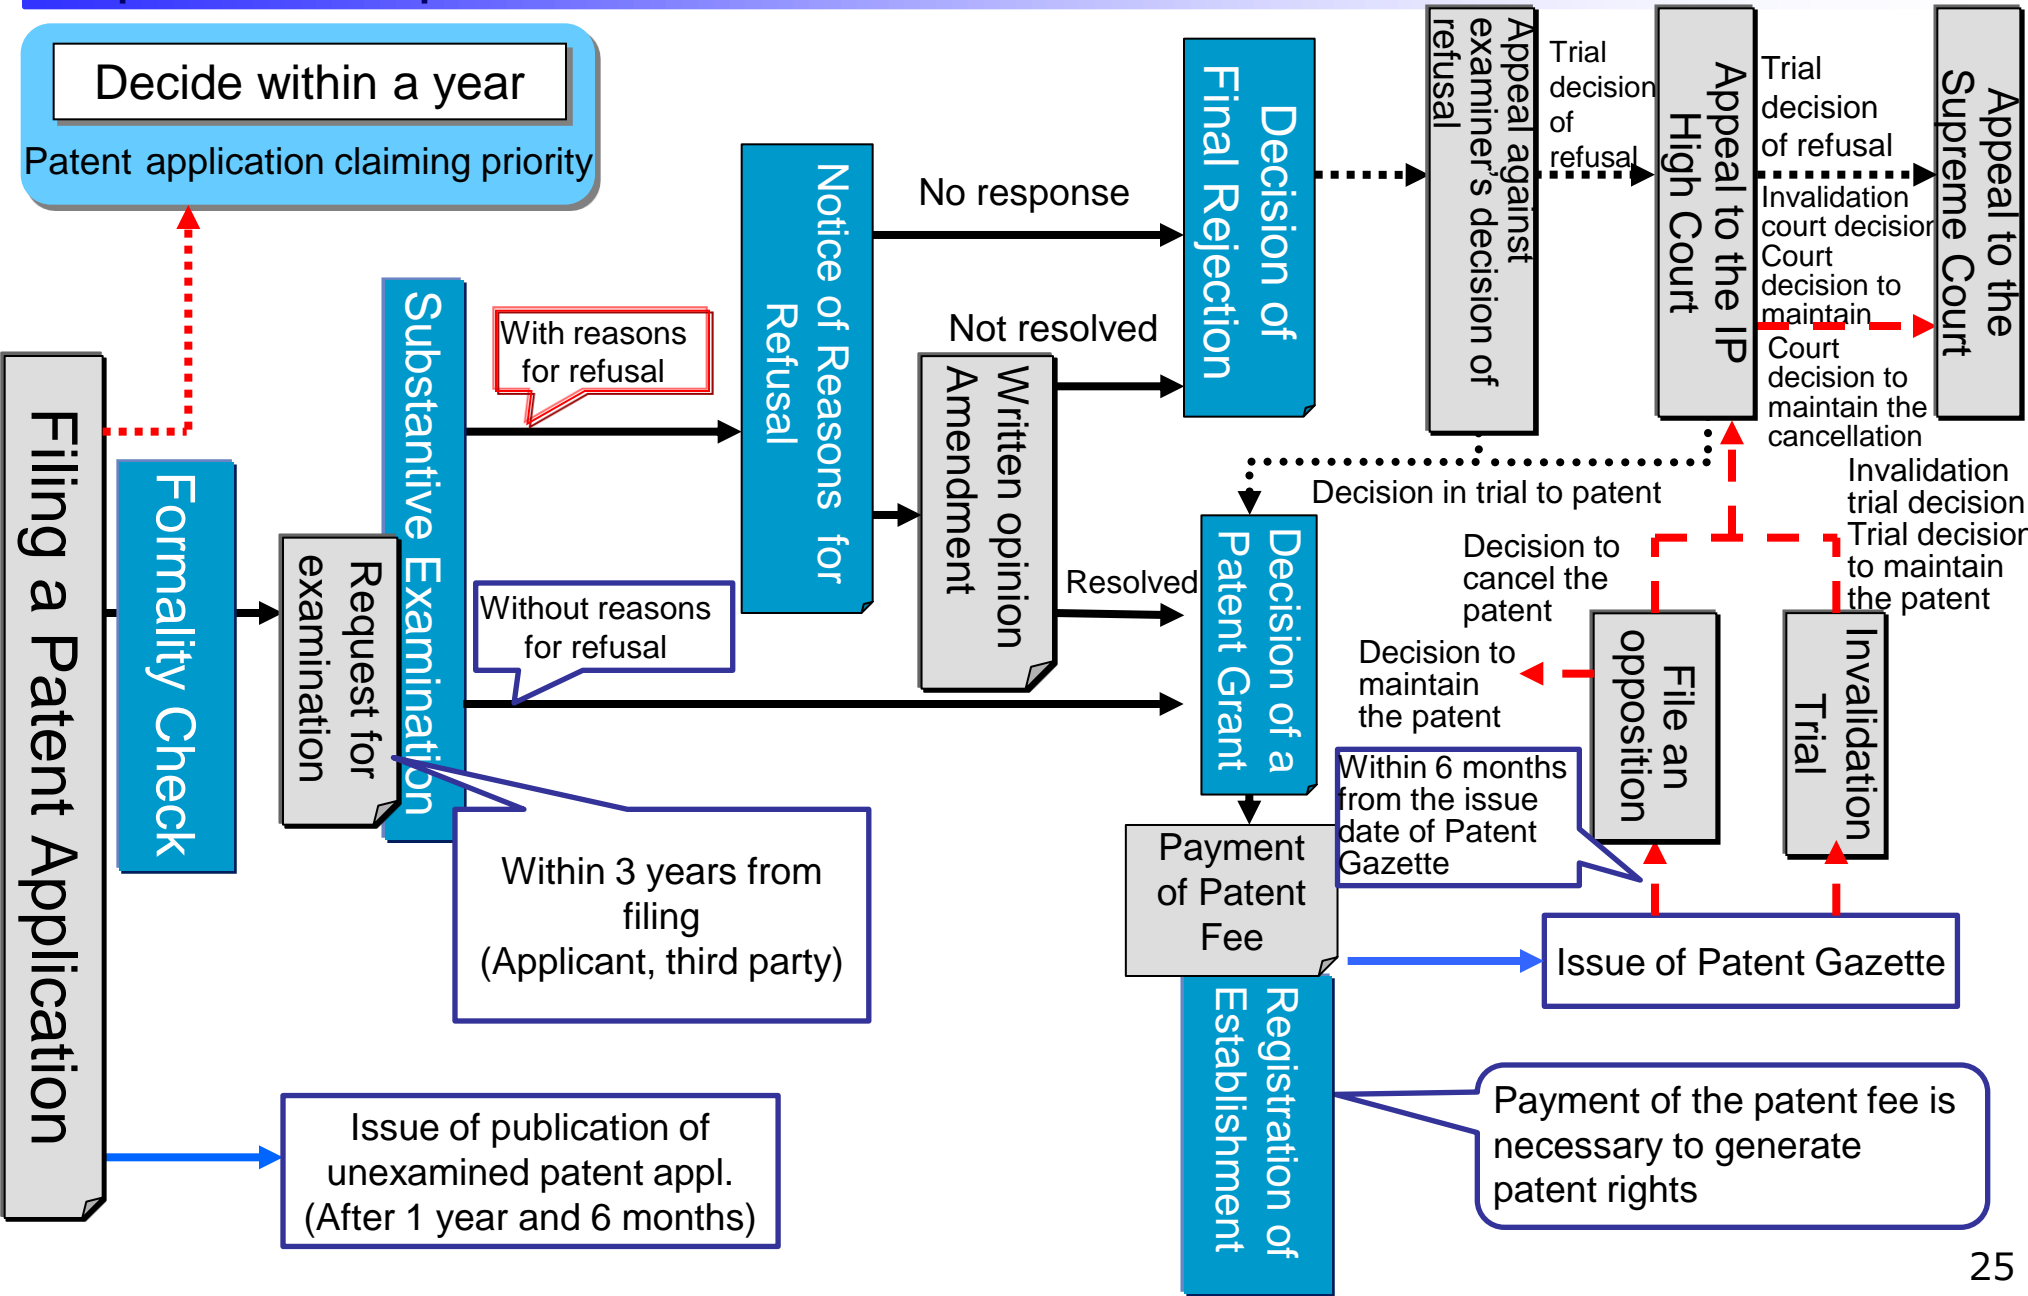 Decide within a year
Patent application claiming priority
Filing a Patent Application
Formality Check
Request for
examination
Substantive Examination
With reasons
for refusal
Without reasons
for refusal
Within 3 years from
filing
(Applicant, third party)
Issue of publication of
unexamined patent appl.
(After 1 year and 6 months)
Notice of Reasons for
Refusal
No response
Not resolved
Written opinion
Amendment
Resolved
Decision of
Final Rejection
Appeal against
examiner's decision of
refusal
Trial
decision
of
refusal
Appeal to the IP
High Court
Trial
decision
of refusal
Invalidation
court decision
Court
decision to
maintain
Court
decision to
maintain the
cancellation
Appeal to the
Supreme Court
Decision in trial to patent
Decision of a
Patent Grant
Decision to
cancel the
patent
Invalidation
trial decision
Trial decision
to maintain
the patent
Decision to
maintain
the patent
File an
opposition
Invalidation
Trial
Within 6 months
from the issue
date of Patent
Gazette
Payment
of Patent
Fee
Issue of Patent Gazette
Registration of
Establishment
Payment of the patent fee is
necessary to generate
patent rights
25